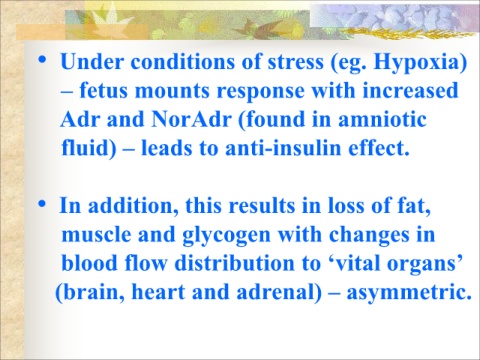 • Under conditions of stress (eg. Hypoxia)
– fetus mounts response with increased
Adr and NorAdr (found in amniotic
fluid) – leads to anti-insulin effect.
• In addition, this results in loss of fat,
muscle and glycogen with changes in
blood flow distribution to ‘vital organs’
(brain, heart and adrenal) – asymmetric.